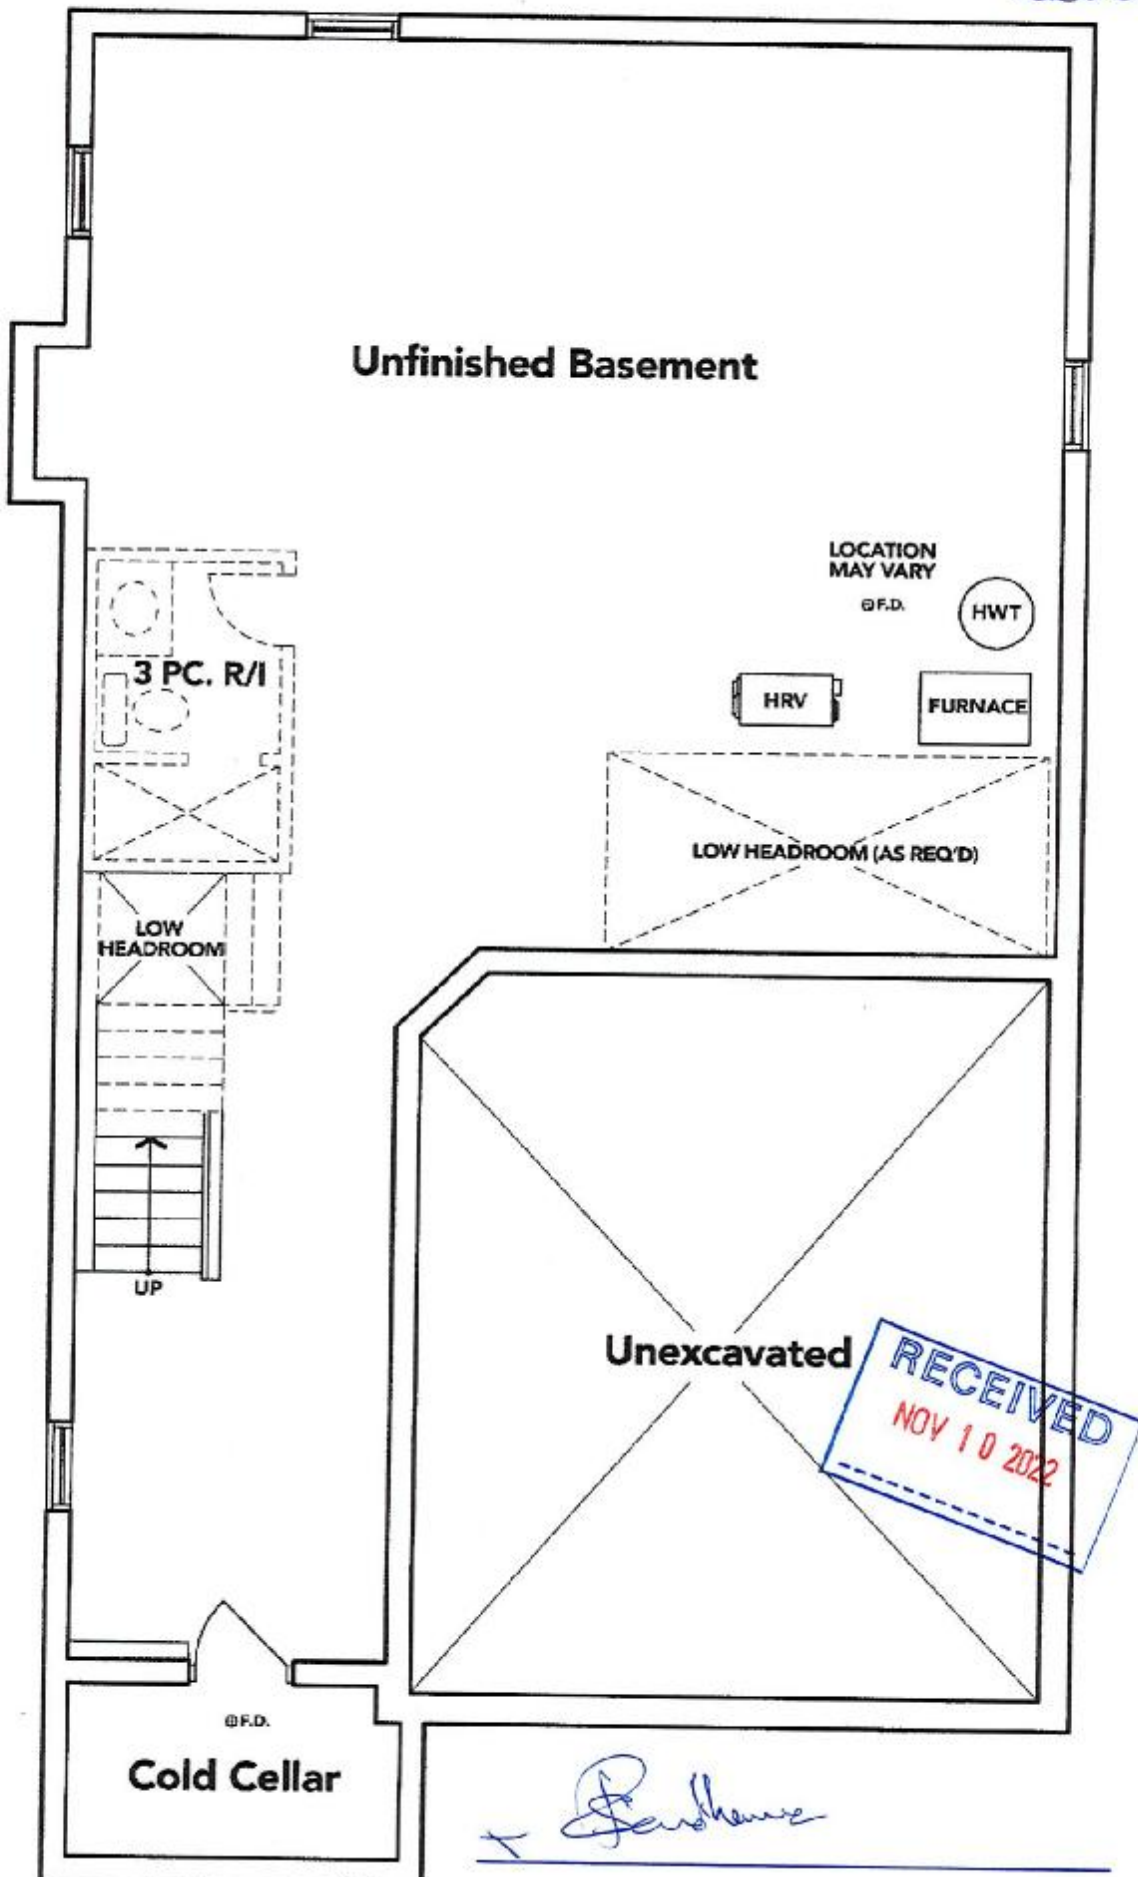 Unfinished Basement
LOCATION
MAY VARY
F.D.
HWT
3 PC. R/I
HRV
FURNACE
LOW HEADROOM (AS REQ'D)
LOW
HEADROOM
UP
Unexcavated
RECEIVED
NOV 10 2022
F.D.
Cold Cellar